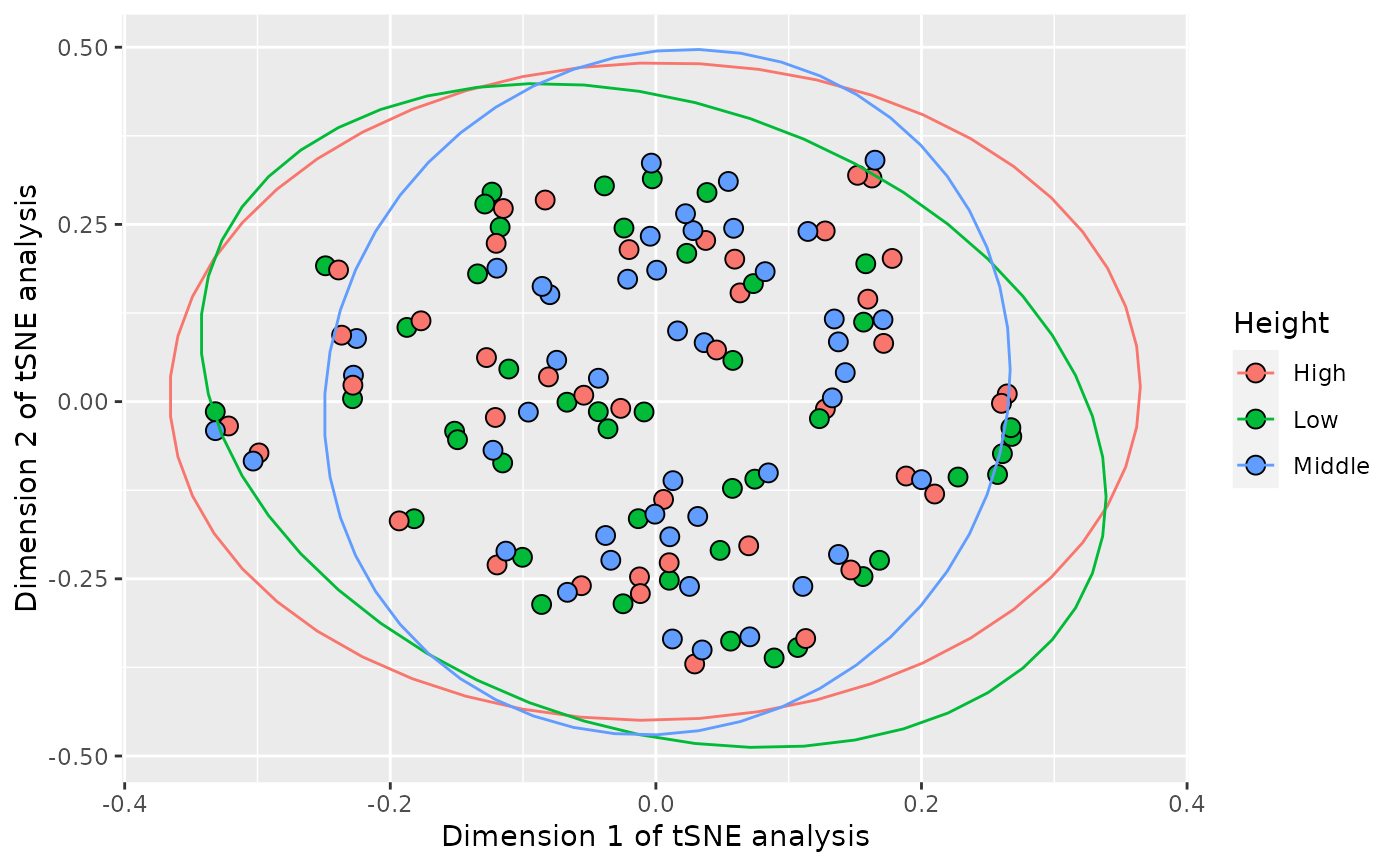 0.50
0.25
0.00
-0.25
-0.50
Dimension 2 of tSNE analysis
-0.4
-0.2
0.0
0.2
0.4
Dimension 1 of tSNE analysis
Height
High
Low
Middle